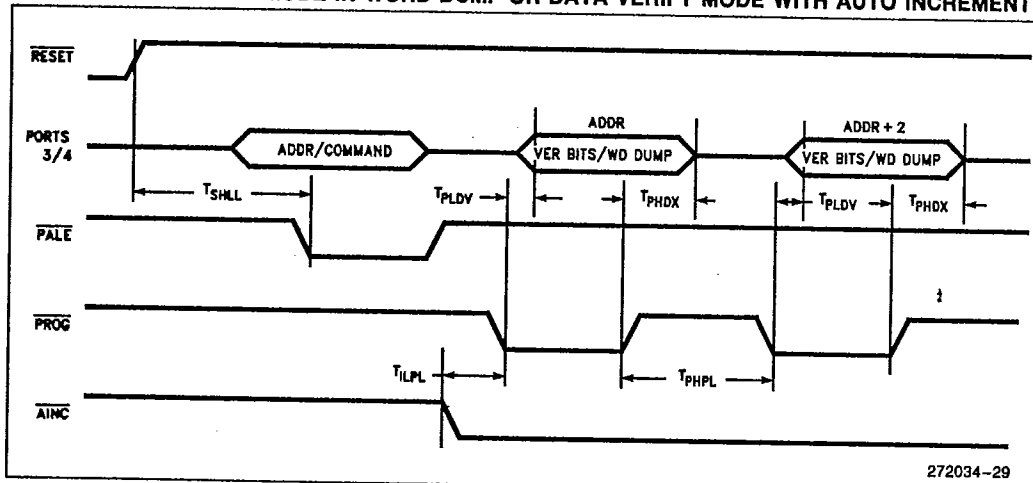 WORD DUMP OR DATA VERIFY MODE WITH AUTO INCREMENT
RESET
PORTS 3/4
ADDR/COMMAND
ADDR
VER BITS/WD DUMP
ADDR + 2
VER BITS/WD DUMP
TSHLL
TPLDV
TPHDX
TPLDV
TPHDX
PALE
PROG
TILPL
TPHPL
AINC
272034-29